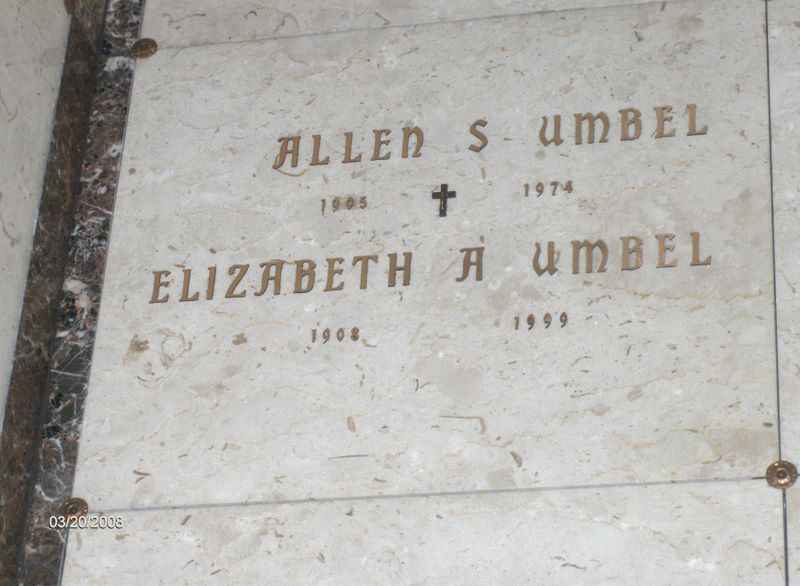 ALLEN S UMBEL
1905 1974
ELIZABETH A UMBEL
1908 1999
03/20/2008